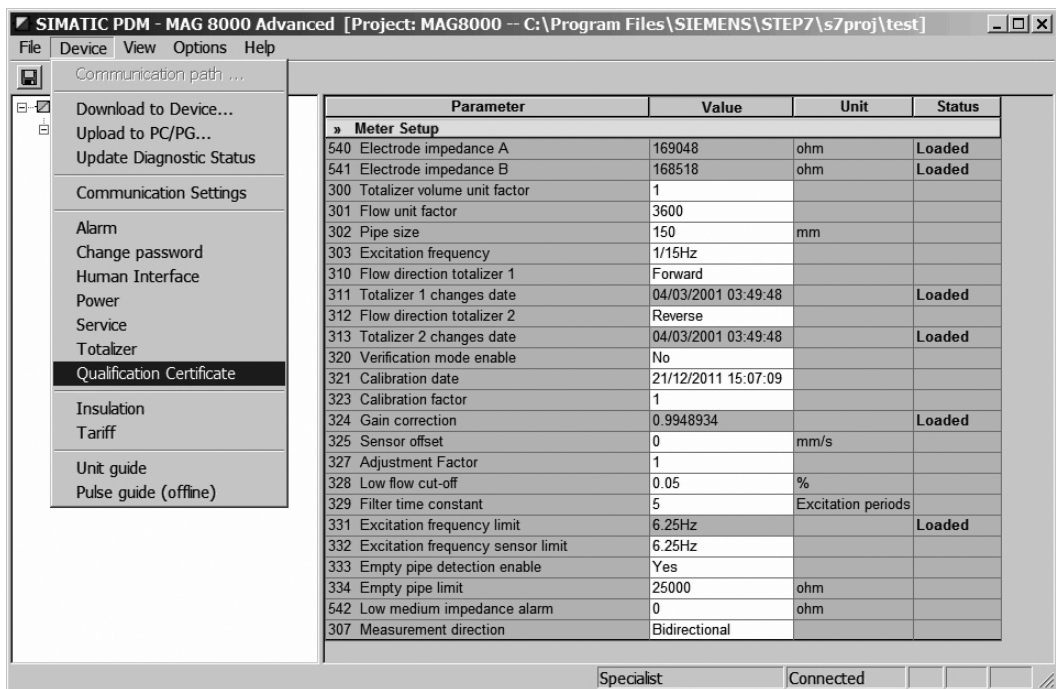 SIMATIC PDM - MAG 8000 Advanced [Project: MAG8000 -- C:\Program Files\SIEMENS\STEP7\s7proj\test]
File Device View Options Help
Communication path ...
Download to Device...
Upload to PC/PG...
Update Diagnostic Status
Communication Settings
Alarm
Change password
Human Interface
Power
Service
Totalizer
Qualification Certificate
Insulation
Tariff
Unit guide
Pulse guide (offline)
Parameter Value Unit Status
» Meter Setup
540 Electrode impedance A 169048 ohm Loaded
541 Electrode impedance B 168518 ohm Loaded
300 Totalizer volume unit factor 1
301 Flow unit factor 3600
302 Pipe size 150 mm
303 Excitation frequency 1/15Hz
310 Flow direction totalizer 1 Forward
311 Totalizer 1 changes date 04/03/2001 03:49:48 Loaded
312 Flow direction totalizer 2 Reverse
313 Totalizer 2 changes date 04/03/2001 03:49:48 Loaded
320 Verification mode enable No
321 Calibration date 21/12/2011 15:07:09
323 Calibration factor 1
324 Gain correction 0.9948934 Loaded
325 Sensor offset 0 mm/s
327 Adjustment Factor 1
328 Low flow cut-off 0.05 %
329 Filter time constant 5 Excitation periods
331 Excitation frequency limit 6.25Hz Loaded
332 Excitation frequency sensor limit 6.25Hz
333 Empty pipe detection enable Yes
334 Empty pipe limit 25000 ohm
542 Low medium impedance alarm 0 ohm
307 Measurement direction Bidirectional
Specialist Connected